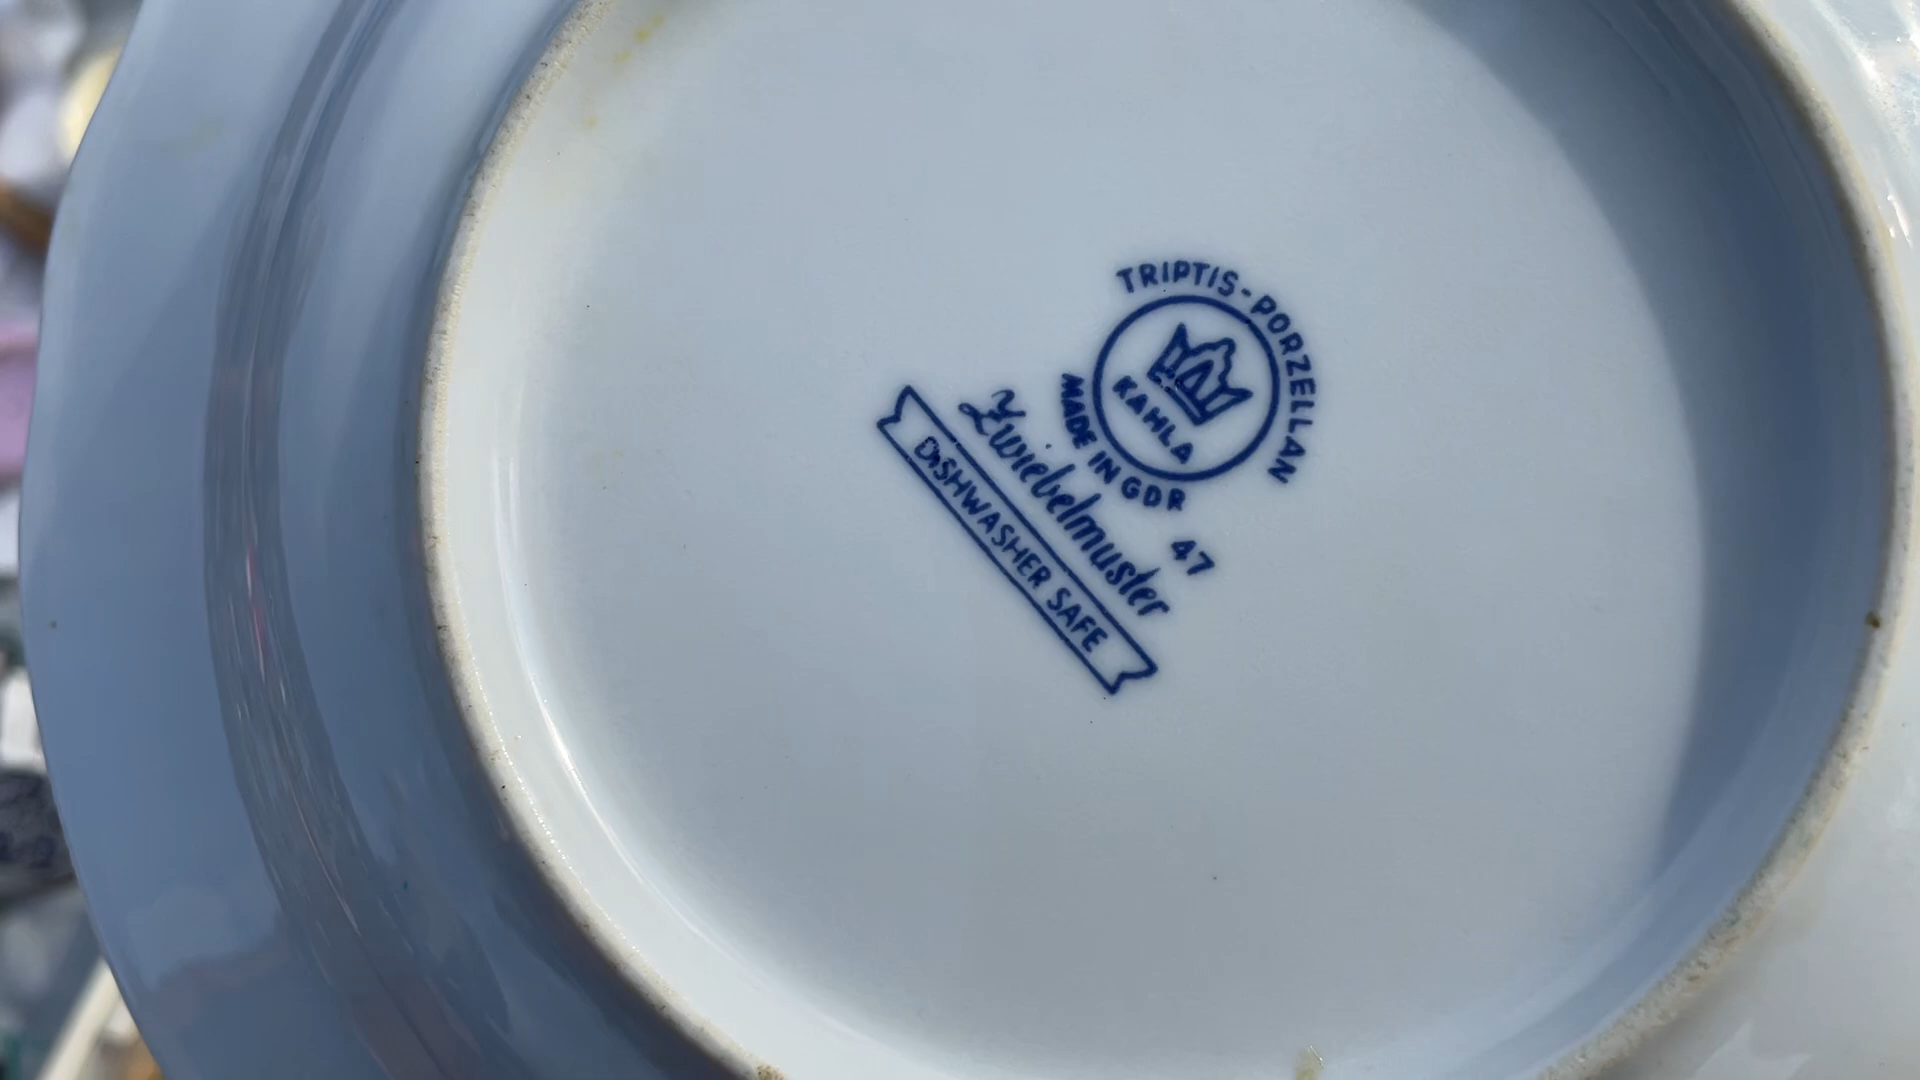 TRIPTIS-PORZELLAN
KAHLA
MADE IN GDR
47
Zwiebelmuster
DISHWASHER SAFE